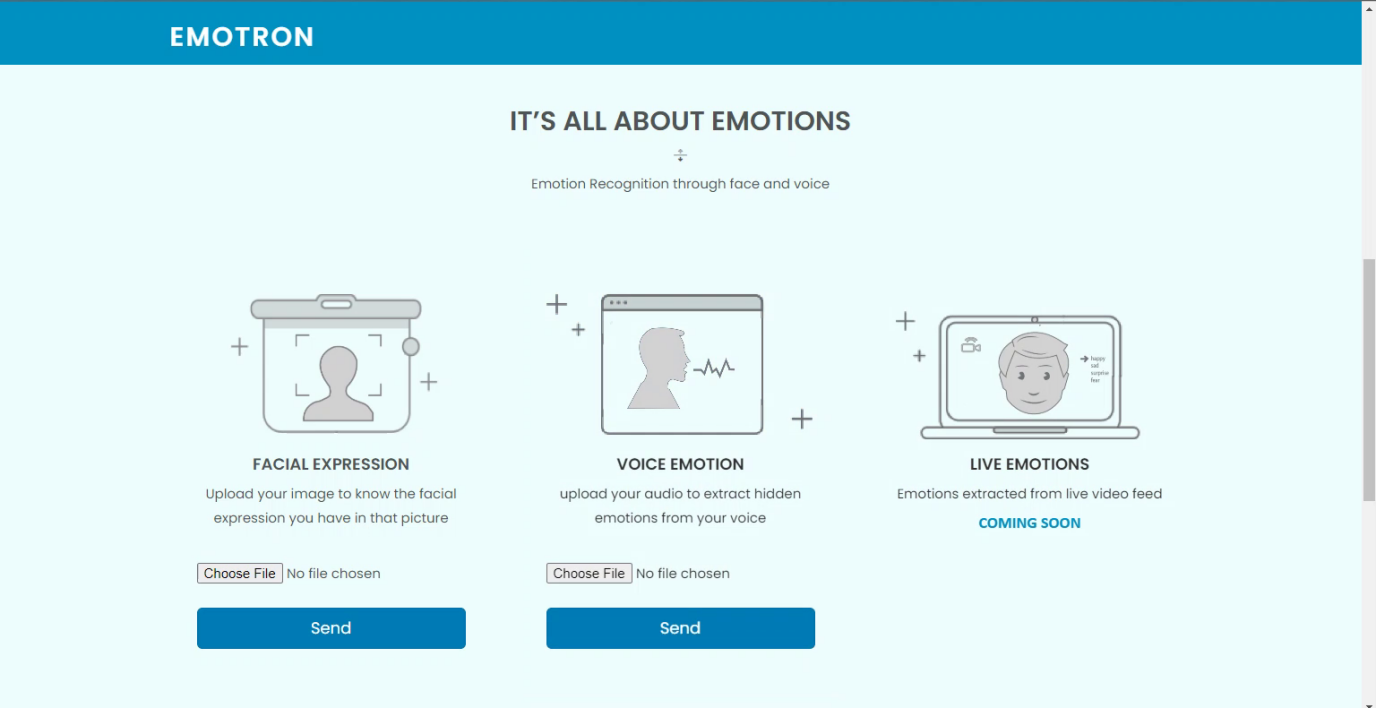 EMOTRON
IT’S ALL ABOUT EMOTIONS
Emotion Recognition through face and voice
happy
sad
surprise
fear
FACIAL EXPRESSION
Upload your image to know the facial
expression you have in that picture
Choose File No file chosen
Send
VOICE EMOTION
upload your audio to extract hidden
emotions from your voice
Choose File No file chosen
Send
LIVE EMOTIONS
Emotions extracted from live video feed
COMING SOON